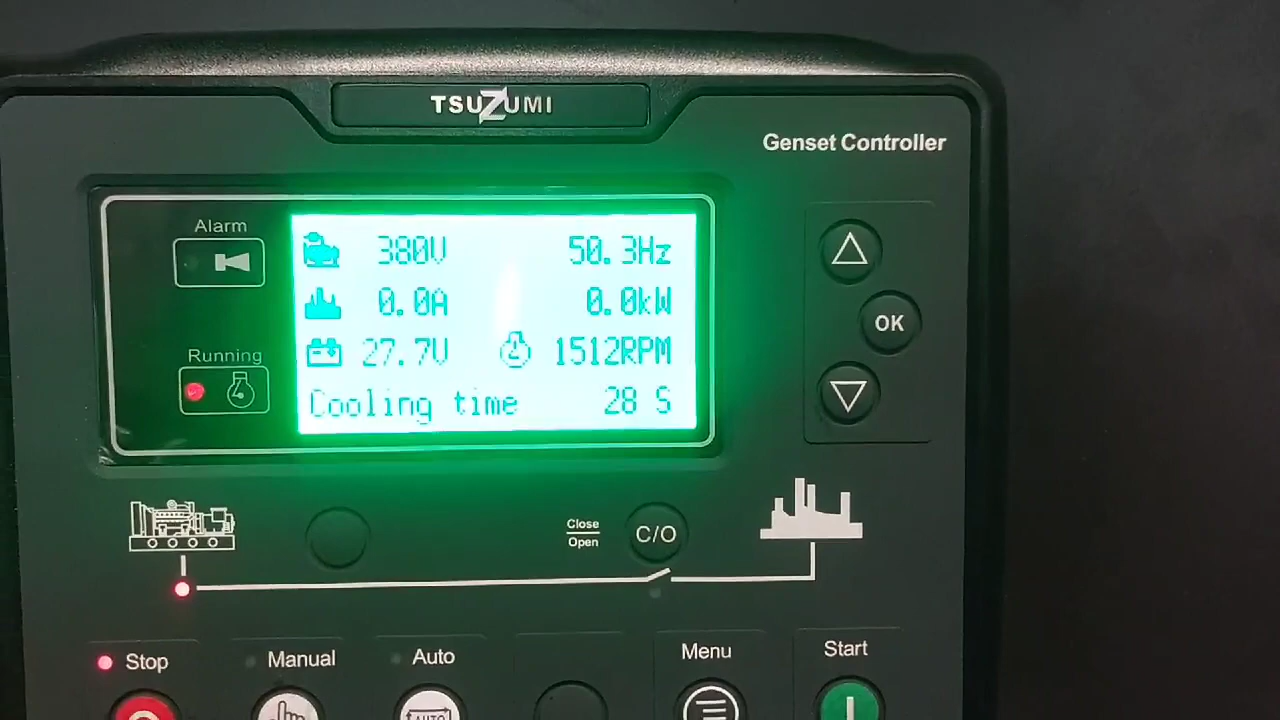 TSUZUMI
Genset Controller
Alarm
380V 50.3Hz
0.0A 0.0kW
Running
27.7V 1512RPM
Cooling time 28 S
OK
Close
Open
C/O
Stop
Manual
Auto
Menu
Start
AUTO